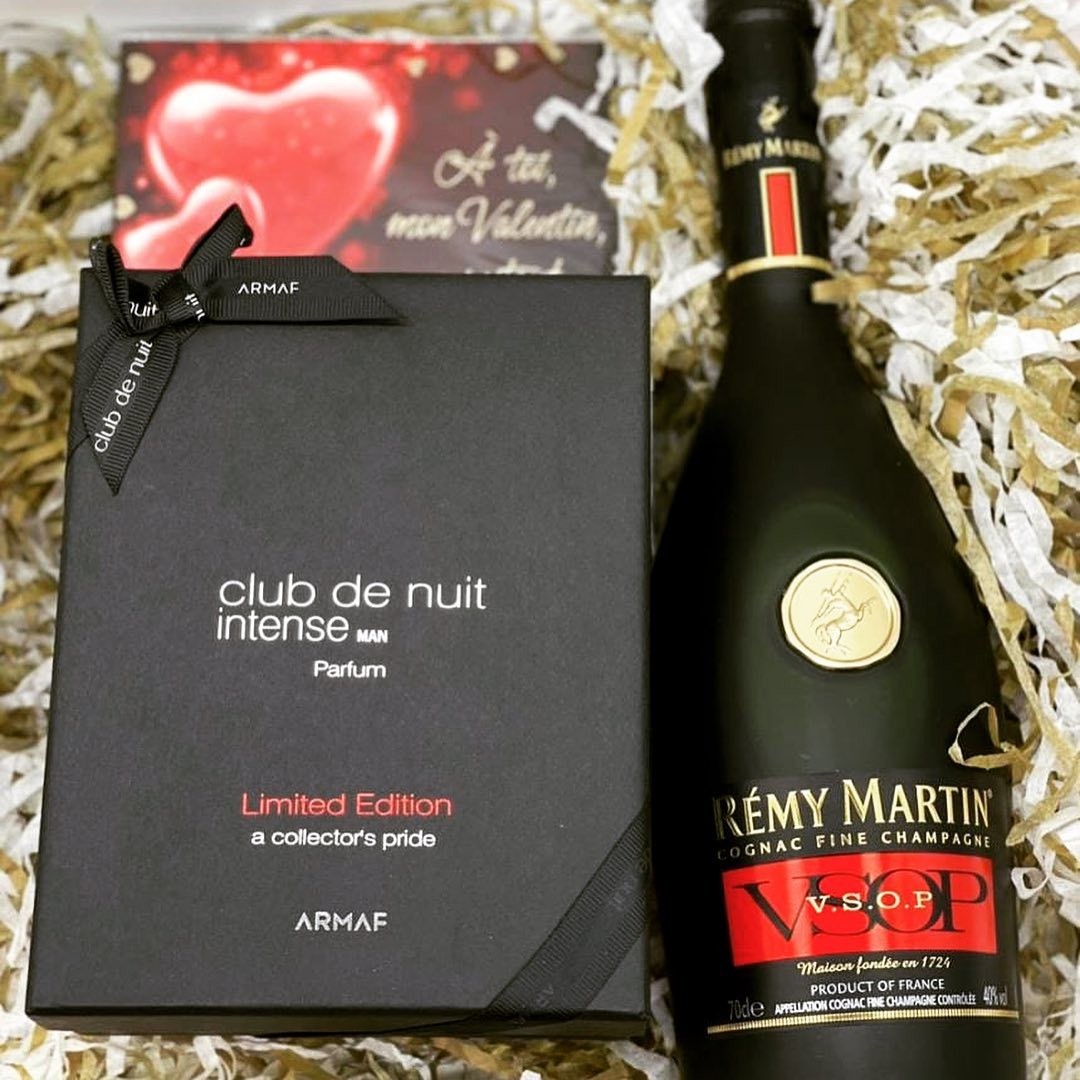 À toi,
mon Valentin,
ARMAF
nuit
club de nuit
club de nuit
intense MAN
Parfum
Limited Edition
a collector's pride
ARMAF
RÉMY MARTIN
RÉMY MARTIN®
COGNAC FINE CHAMPAGNE
VSOP
V.S.O.P
Maison fondée en 1724
PRODUCT OF FRANCE
70cle APPELLATION COGNAC FINE CHAMPAGNE CONTRÔLÉE 40% vol